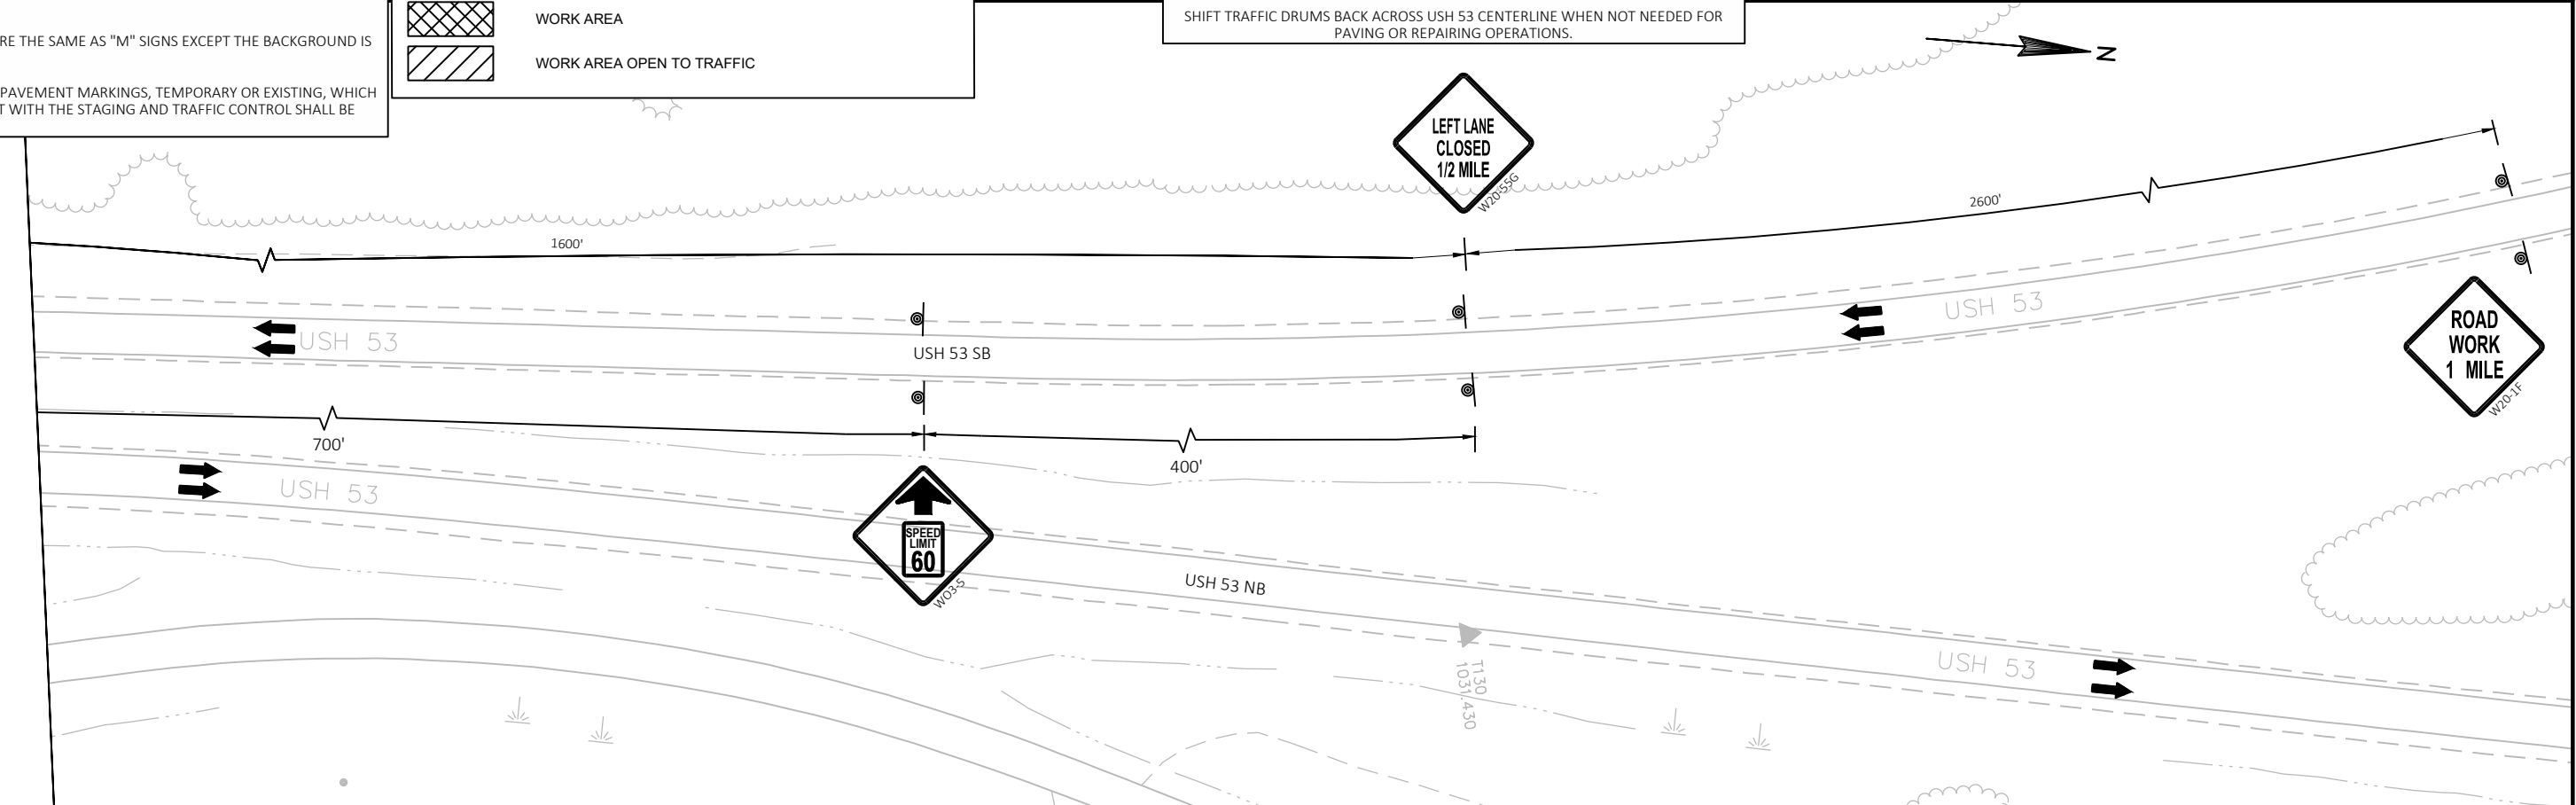 RE THE SAME AS "M" SIGNS EXCEPT THE BACKGROUND IS
PAVEMENT MARKINGS, TEMPORARY OR EXISTING, WHICH
T WITH THE STAGING AND TRAFFIC CONTROL SHALL BE
WORK AREA
WORK AREA OPEN TO TRAFFIC
SHIFT TRAFFIC DRUMS BACK ACROSS USH 53 CENTERLINE WHEN NOT NEEDED FOR
PAVING OR REPAIRING OPERATIONS.
N
LEFT LANE
CLOSED
1/2 MILE
W20-55G
2600'
1600'
USH 53
USH 53
USH 53 SB
ROAD
WORK
1 MILE
W20-1F
700'
400'
USH 53
SPEED
LIMIT
60
W03-5
USH 53 NB
T130
1031.430
USH 53